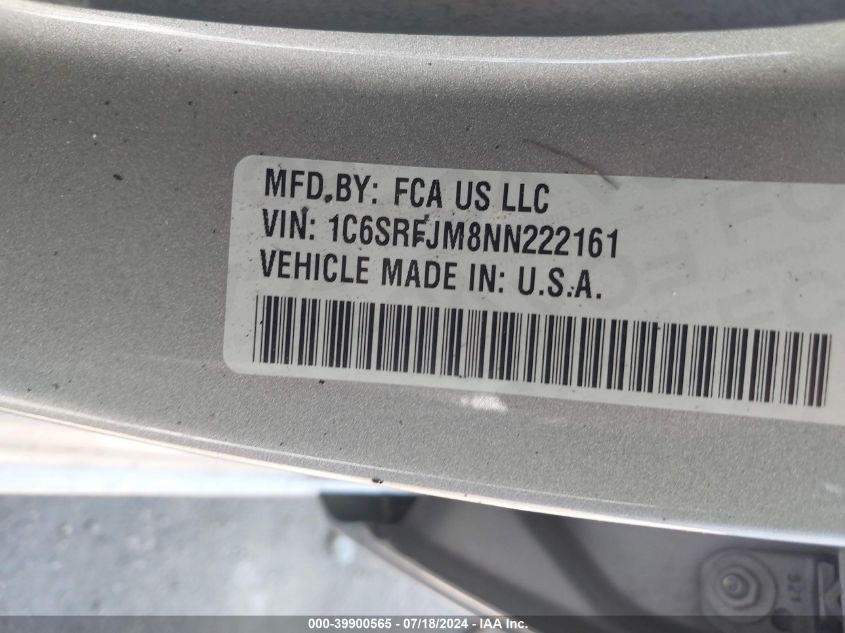 MFD.BY: FCA US LLC
VIN: 1C6SRFJM8NN222161
VEHICLE MADE IN: U.S.A.
000-39900565 - 07/18/2024 - IAA Inc.